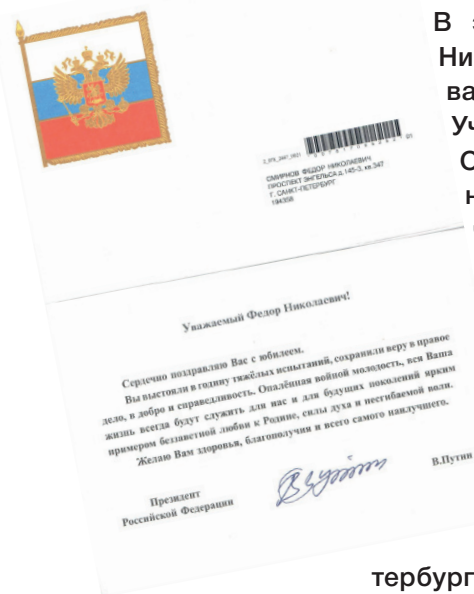 СМИРНОВ ФЕДОР НИКОЛАЕВИЧ
ПРОСПЕКТ ЭНГЕЛЬСА д.145-3, кв.347
Г. САНКТ-ПЕТЕРБУРГ
194358
Уважаемый Федор Николаевич!
Сердечно поздравляю Вас с юбилеем.
Вы выстояли в годину тяжёлых испытаний, сохранили веру в правое
дело, в добро и справедливость. Опалённая войной молодость, вся Ваша
жизнь всегда будут служить для нас и для будущих поколений ярким
примером беззаветной любви к Родине, силы духа и несгибаемой воли.
Желаю Вам здоровья, благополучия и всего самого наилучшего.
Президент
Российской Федерации
В.Путин
В
Ни
ва
Уч
тербург